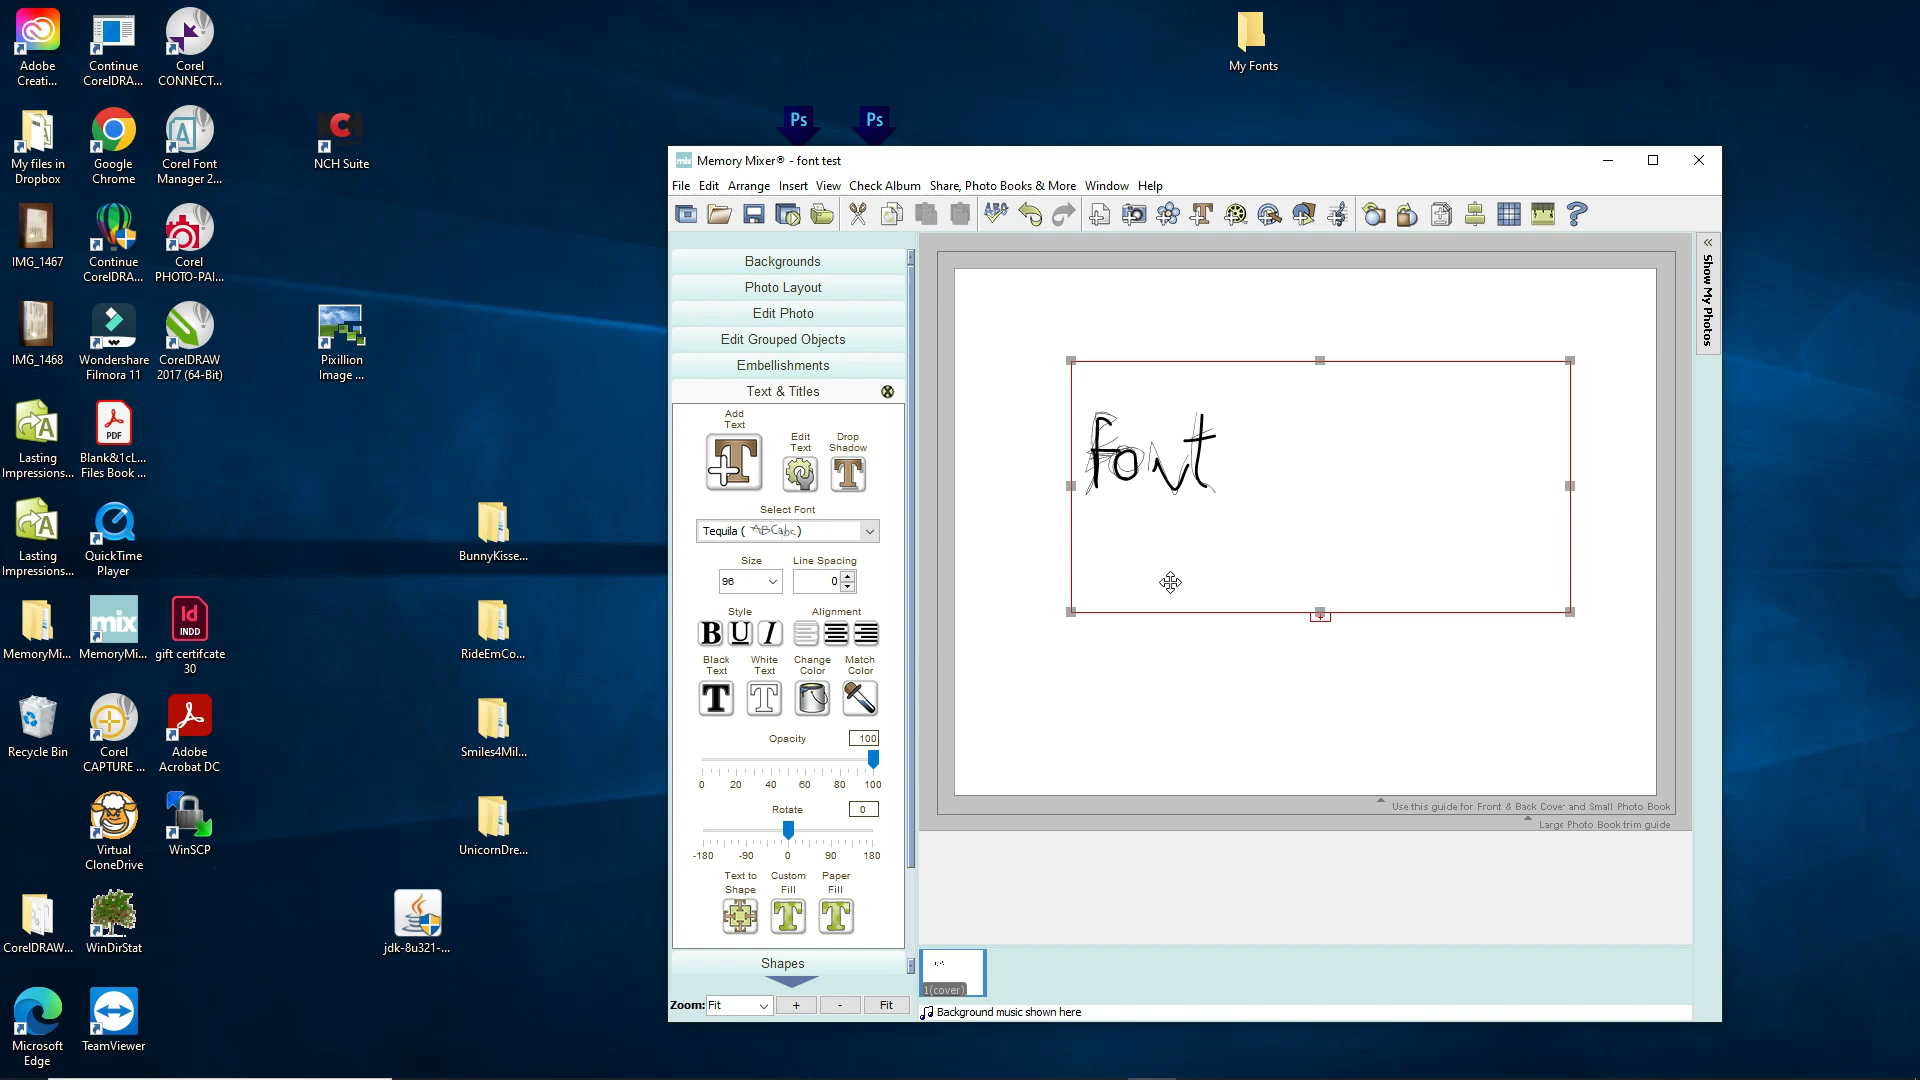 Adobe
Creati...
Continue
CorelDRA...
Corel
CONNECT...
My Fonts
Ps
Ps
My files in
Dropbox
Google
Chrome
Corel Font
Manager 2...
NCH Suite
IMG_1467
Continue
CorelDRA...
Corel
PHOTO-PAI...
IMG_1468
Wondershare
Filmora 11
CorelDRAW
2017 (64-Bit)
Pixillion
Image ...
Lasting
Impressions...
PDF
Blank&1cL...
Files Book ...
Lasting
Impressions...
QuickTime
Player
BunnyKisse...
MemoryMi...
mix
MemoryMi...
INDD
gift certifcate
30
RideEmCo...
Recycle Bin
Corel
CAPTURE ...
Adobe
Acrobat DC
Smiles4Mil...
Virtual
CloneDrive
WinSCP
UnicornDre...
CorelDRAW...
WinDirStat
jdk-8u321-...
Microsoft
Edge
TeamViewer
mix Memory Mixer® - font test
File Edit Arrange Insert View Check Album Share, Photo Books & More Window Help
ABC
Backgrounds
Photo Layout
Edit Photo
Edit Grouped Objects
Embellishments
Text & Titles
Add
Text
Edit
Text
Drop
Shadow
Select Font
Tequila ( ABCabc )
Size
Line Spacing
96
0
Style
Alignment
B U I
Black
Text
White
Text
Change
Color
Match
Color
Opacity 100
0 20 40 60 80 100
Rotate 0
-180 -90 0 90 180
Text to
Shape
Custom
Fill
Paper
Fill
Shapes
Zoom: Fit + - Fit
Show My Photos
Font
Use this guide for Front & Back Cover and Small Photo Book
Large Photo Book trim guide
1(cover)
Background music shown here